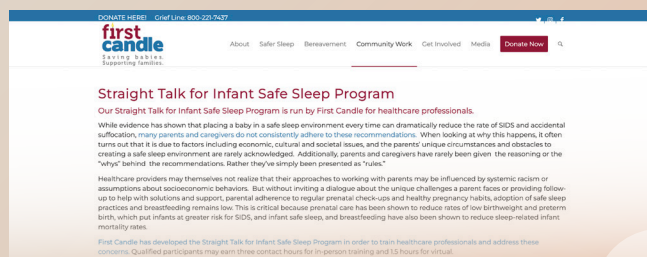 DONATE HERE! Grief Line: 800-221-7437
first
candle
Saving babies.
Supporting families.
About Safer Sleep Bereavement Community Work Get Involved Media Donate Now
Straight Talk for Infant Safe Sleep Program
Our Straight Talk for Infant Safe Sleep Program is run by First Candle for healthcare professionals.
While evidence has shown that placing a baby in a safe sleep environment every time can dramatically reduce the rate of SIDS and accidental
suffocation, many parents and caregivers do not consistently adhere to these recommendations. When looking at why this happens, it often
turns out that it is due to factors including economic, cultural and societal issues, and the parents' unique circumstances and obstacles to
creating a safe sleep environment are rarely acknowledged. Additionally, parents and caregivers have rarely been given the reasoning or the
"whys" behind the recommendations. Rather they've simply been presented as "rules."
Healthcare providers may themselves not realize that their approaches to working with parents may be influenced by systemic racism or
assumptions about socioeconomic behaviors. But without inviting a dialogue about the unique challenges a parent faces or providing follow-
up to help with solutions and support, parental adherence to regular prenatal check-ups and healthy pregnancy habits, adoption of safe sleep
practices and breastfeeding remains low. This is critical because prenatal care has been shown to reduce rates of low birthweight and preterm
birth, which put infants at greater risk for SIDS, and infant safe sleep, and breastfeeding have also been shown to reduce sleep-related infant
mortality rates.
First Candle has developed the Straight Talk for Infant Safe Sleep Program in order to train healthcare professionals and address these
concerns. Qualified participants may earn three contact hours for in-person training and 1.5 hours for virtual.